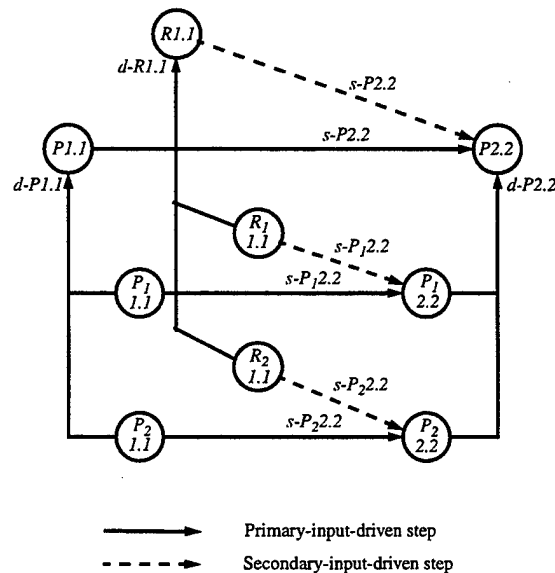 R1.1
d-R1.1
s-P2.2
s-P2.2
P1.1
P2.2
d-P1.1
d-P2.2
R1
1.1
s-P12.2
P1
1.1
s-P12.2
P1
2.2
R2
1.1
s-P22.2
P2
1.1
s-P22.2
P2
2.2
Primary-input-driven step
Secondary-input-driven step